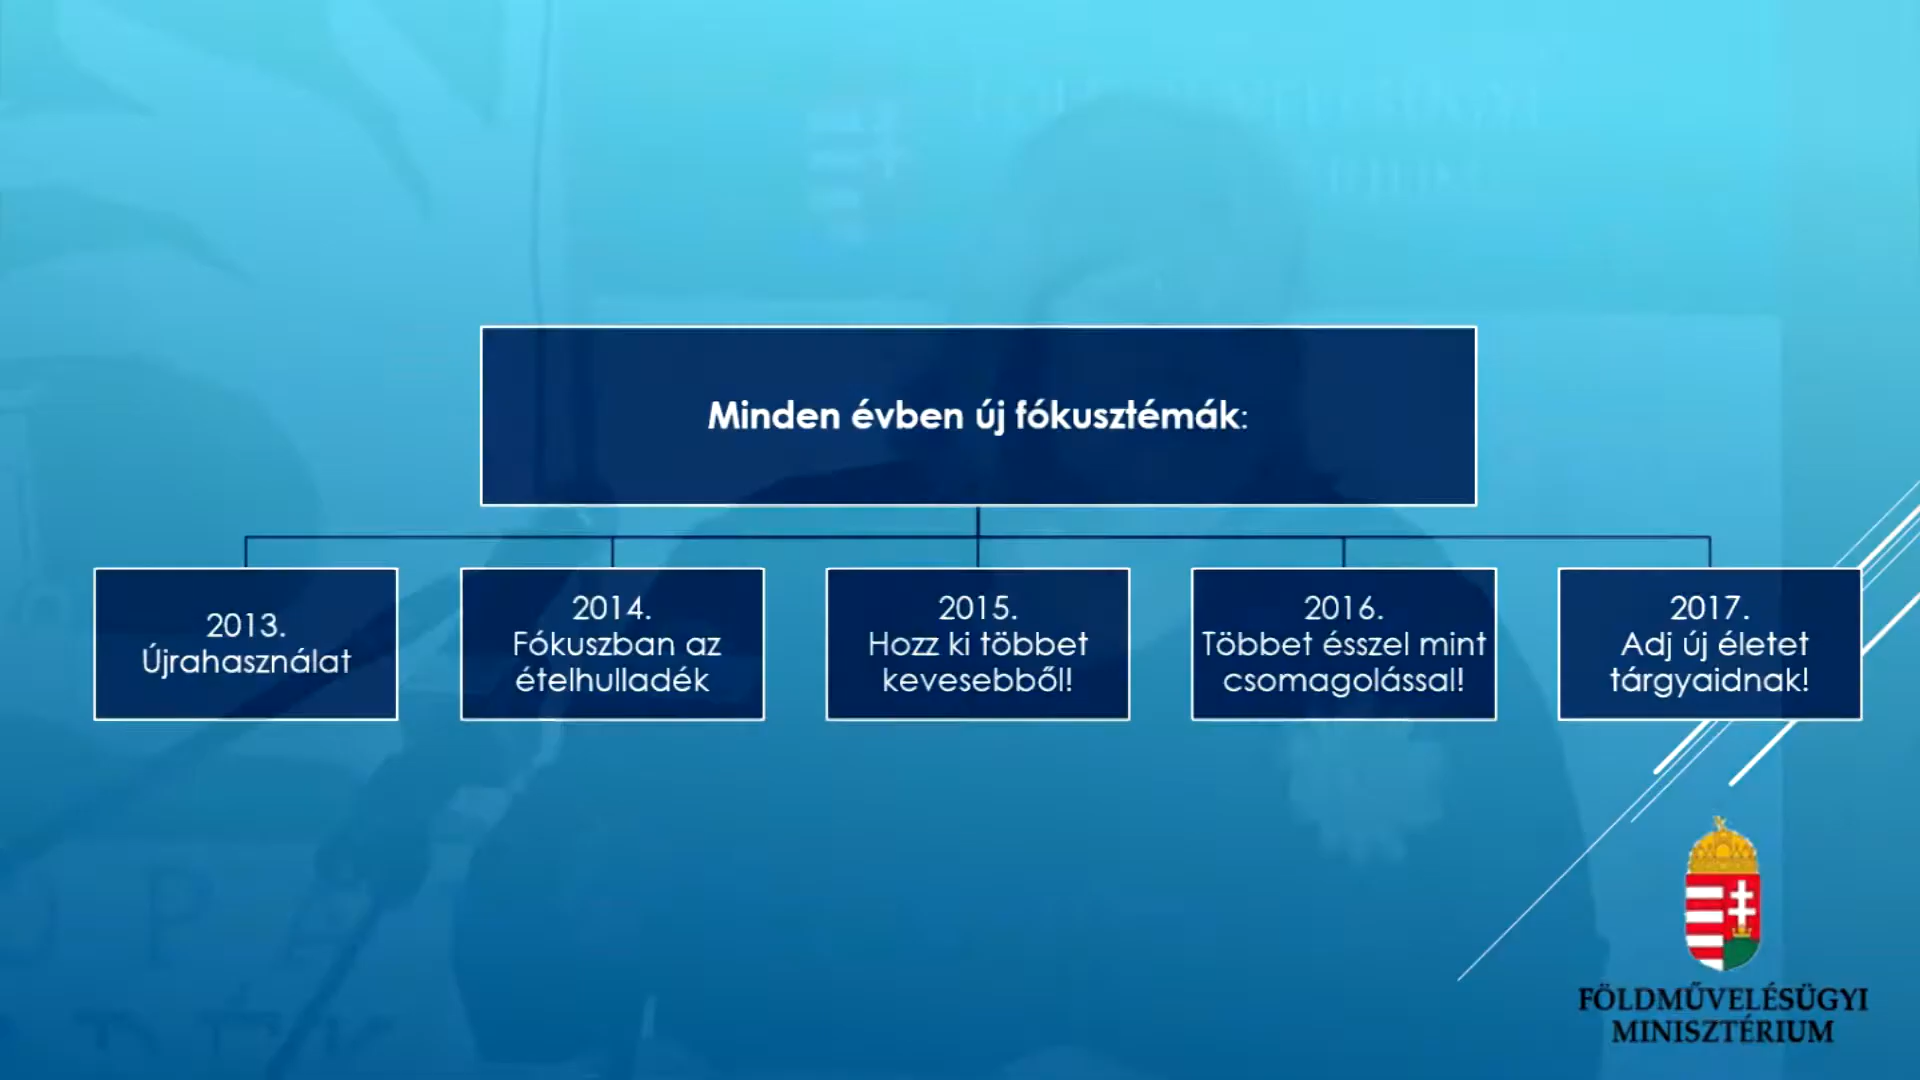 Minden évben új fókusztémák:
2013.
Újrahasználat
2014.
Fókuszban az
ételhulladék
2015.
Hozz ki többet
kevesebből!
2016.
Többet ésszel mint
csomagolással!
2017.
Adj új életet
tárgyaidnak!
FÖLDMŰVELÉSÜGYI
MINISZTÉRIUM